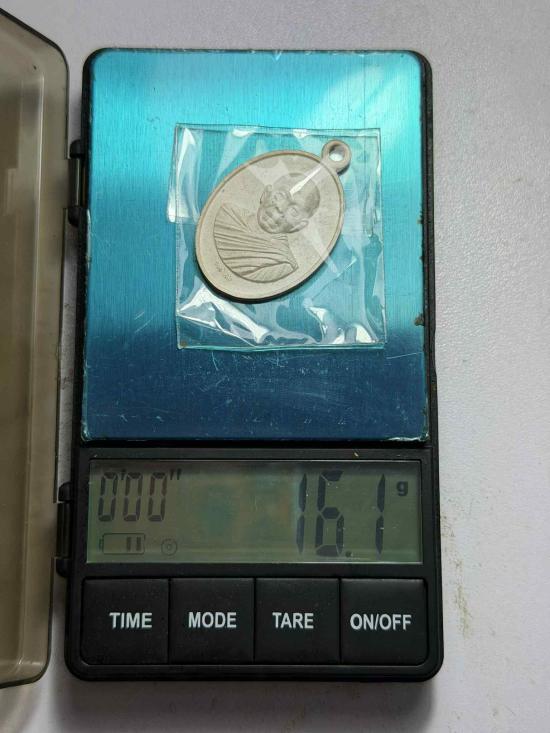 0'00" 16.1 g
TIME MODE TARE ON/OFF